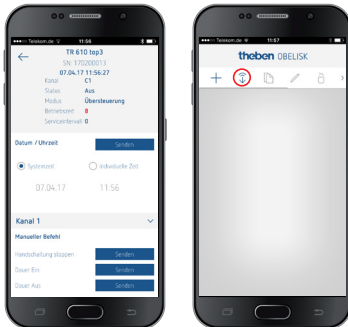 Telekom.de 11:56
TR 610 top3
SN: 170200013
07.04.17 11:56:27
Kanal C1
Status Aus
Modus Übersteuerung
Betriebszeit 0
Serviceintervall 0
Datum / Uhrzeit Senden
Systemzeit Individuelle Zeit
07.04.17 11:56
Kanal 1
Manueller Befehl
Handschaltung stoppen Senden
Dauer Ein Senden
Dauer Aus Senden
Telekom.de 11:57
theben OBELISK